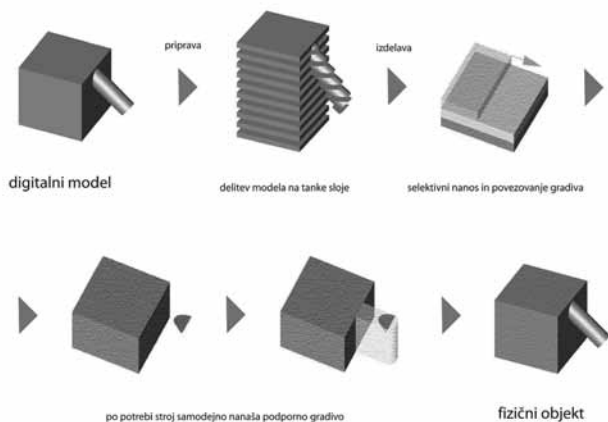 priprava
izdelava
digitalni model
delitev modela na tanke sloje
selektivni nanos in povezovanje gradiva
po potrebi stroj samodejno nanaša podporno gradivo
fizični objekt